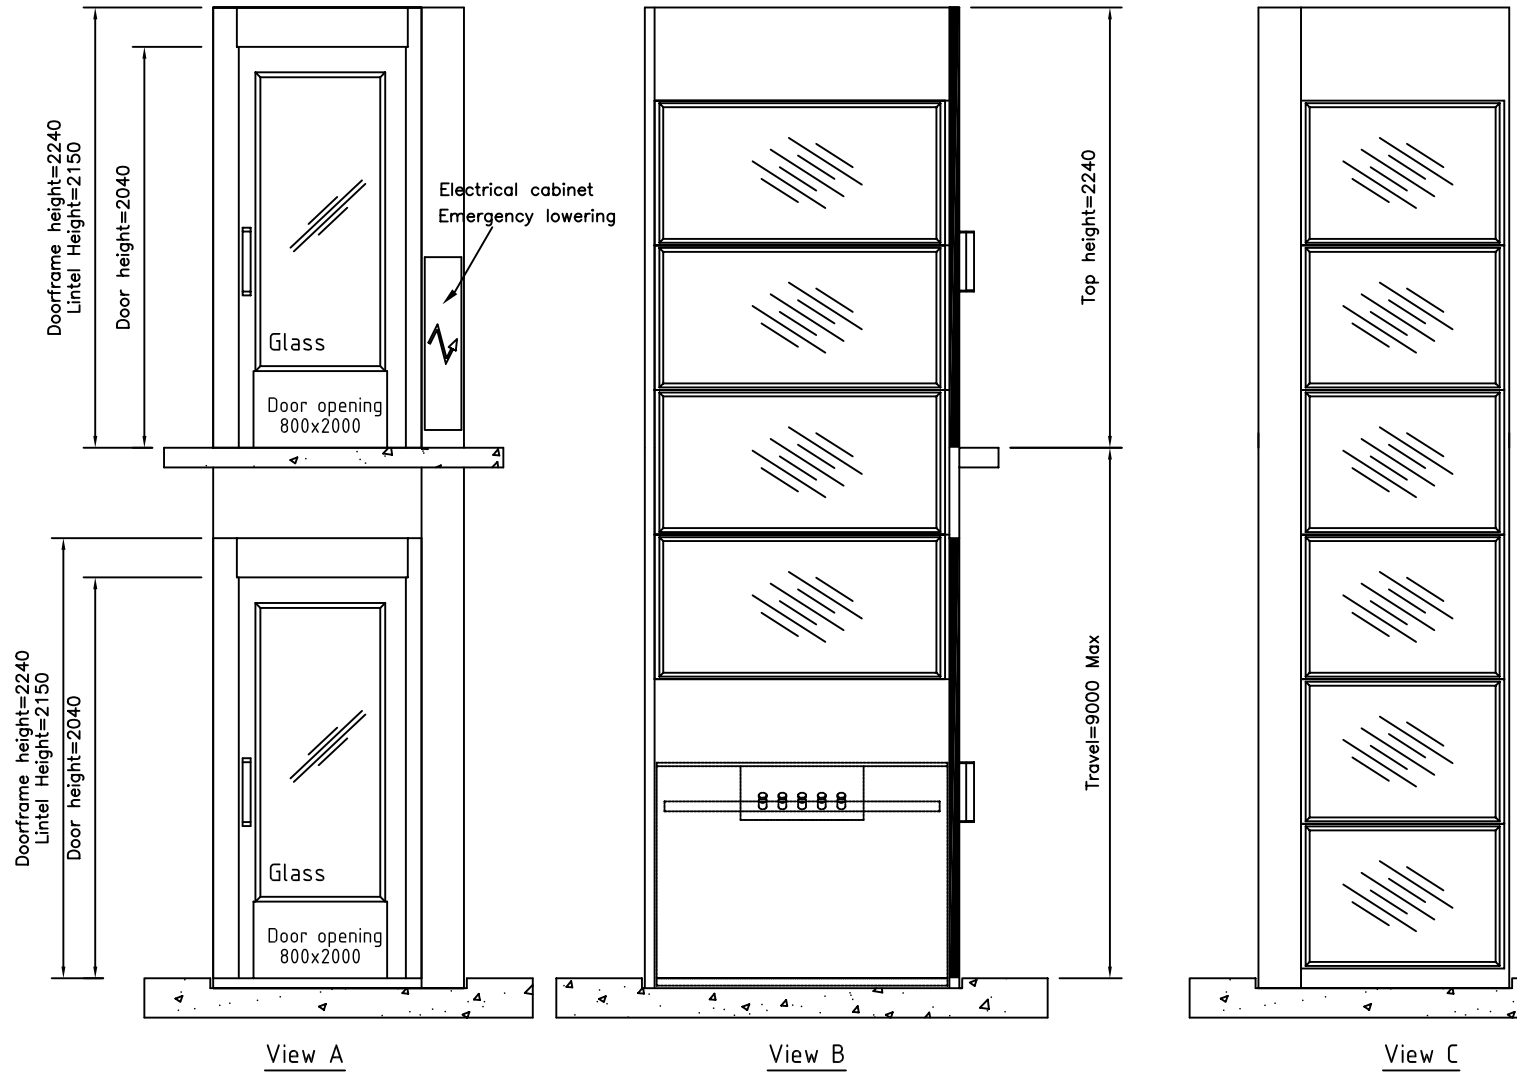 Doorframe height=2240
Lintel Height=2150
Door height=2040
Electrical cabinet
Emergency lowering
Glass
Door opening
800x2000
Doorframe height=2240
Lintel Height=2150
Door height=2040
Glass
Door opening
800x2000
View A
Top height=2240
Travel=9000 Max
View B
View C